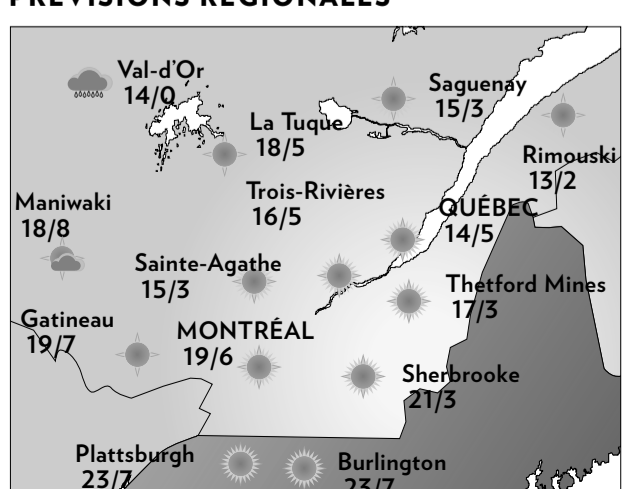 PRÉVISIONS RÉGIONALES
Val-d'Or
14/0
Saguenay
15/3
La Tuque
18/5
Rimouski
13/2
Trois-Rivières
16/5
Maniwaki
18/8
QUÉBEC
14/5
Sainte-Agathe
15/3
Thetford Mines
17/3
Gatineau
19/7
MONTRÉAL
19/6
Sherbrooke
21/3
Plattsburgh
23/7
Burlington
23/7